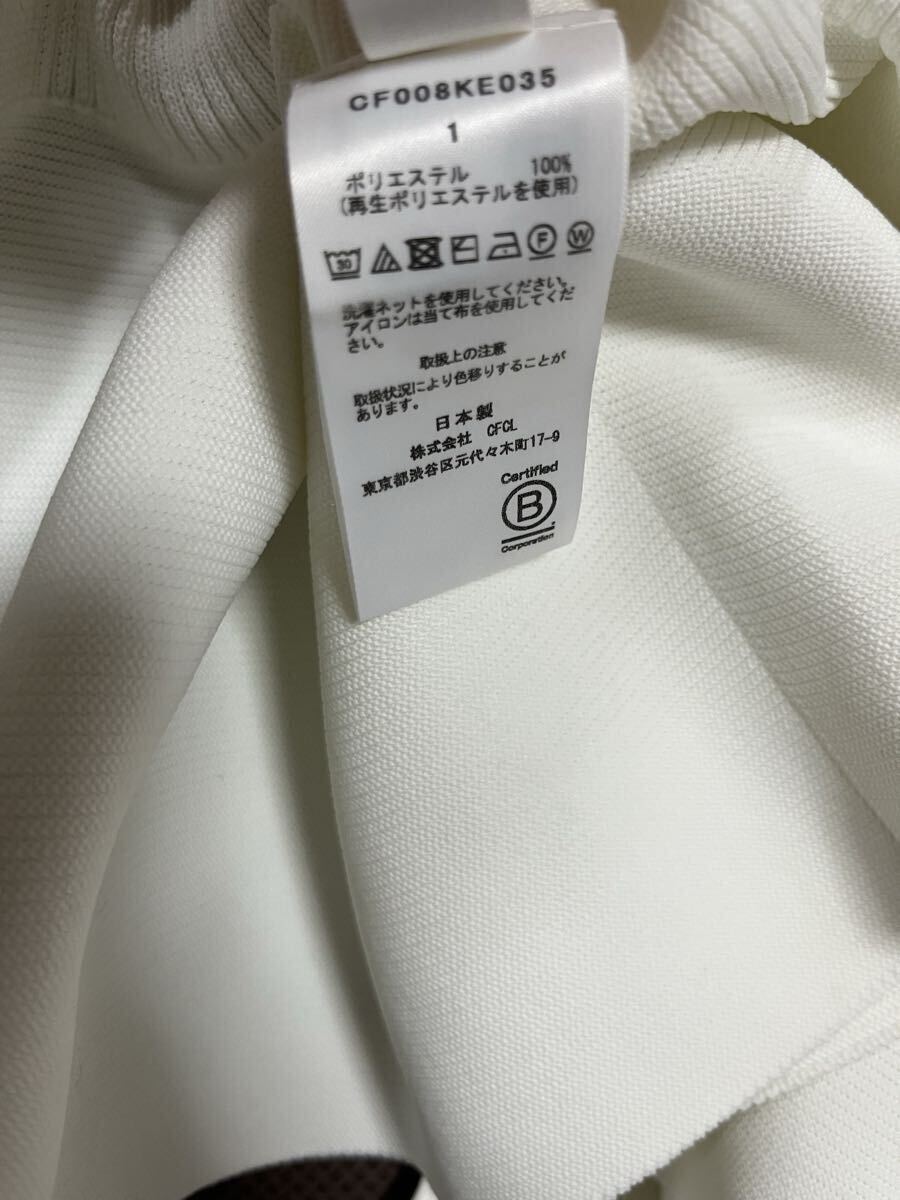 CF008KE035
1
ポリエステル 100%
(再生ポリエステルを使用)
30
F W
洗濯ネットを使用してください。
アイロンは当て布を使用してくだ
さい。
取扱上の注意
取扱状況により色移りすることが
あります。
日本製
株式会社 CFCL
東京都渋谷区元代々木町17-9
Certified
B
Corporation